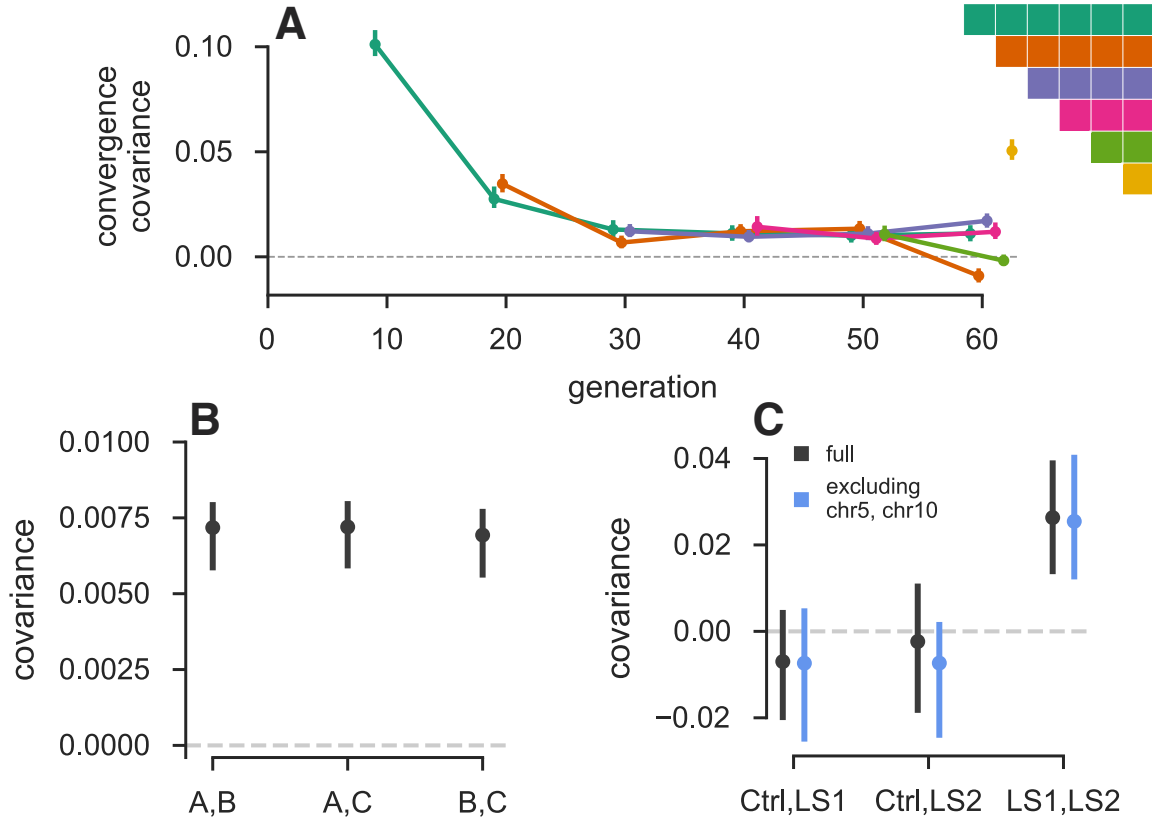 A
convergence
covariance
0.10
0.05
0.00
0
10
20
30
40
50
60
generation
B
covariance
0.0100
0.0075
0.0050
0.0025
0.0000
A,B
A,C
B,C
C
full
excluding
chr5, chr10
covariance
0.04
0.02
0.00
−0.02
Ctrl,LS1
Ctrl,LS2
LS1,LS2